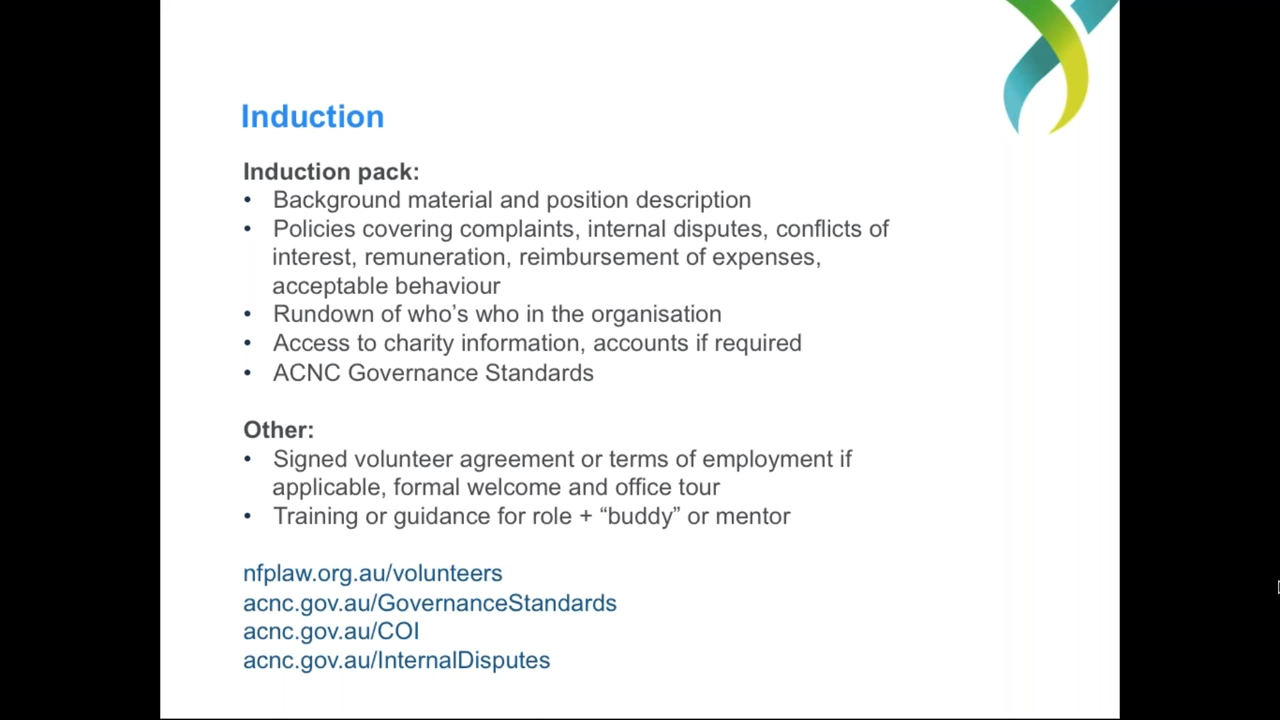 Induction
Induction pack:
• Background material and position description
• Policies covering complaints, internal disputes, conflicts of
interest, remuneration, reimbursement of expenses,
acceptable behaviour
• Rundown of who’s who in the organisation
• Access to charity information, accounts if required
• ACNC Governance Standards
Other:
• Signed volunteer agreement or terms of employment if
applicable, formal welcome and office tour
• Training or guidance for role + “buddy” or mentor
nfplaw.org.au/volunteers
acnc.gov.au/GovernanceStandards
acnc.gov.au/COI
acnc.gov.au/InternalDisputes